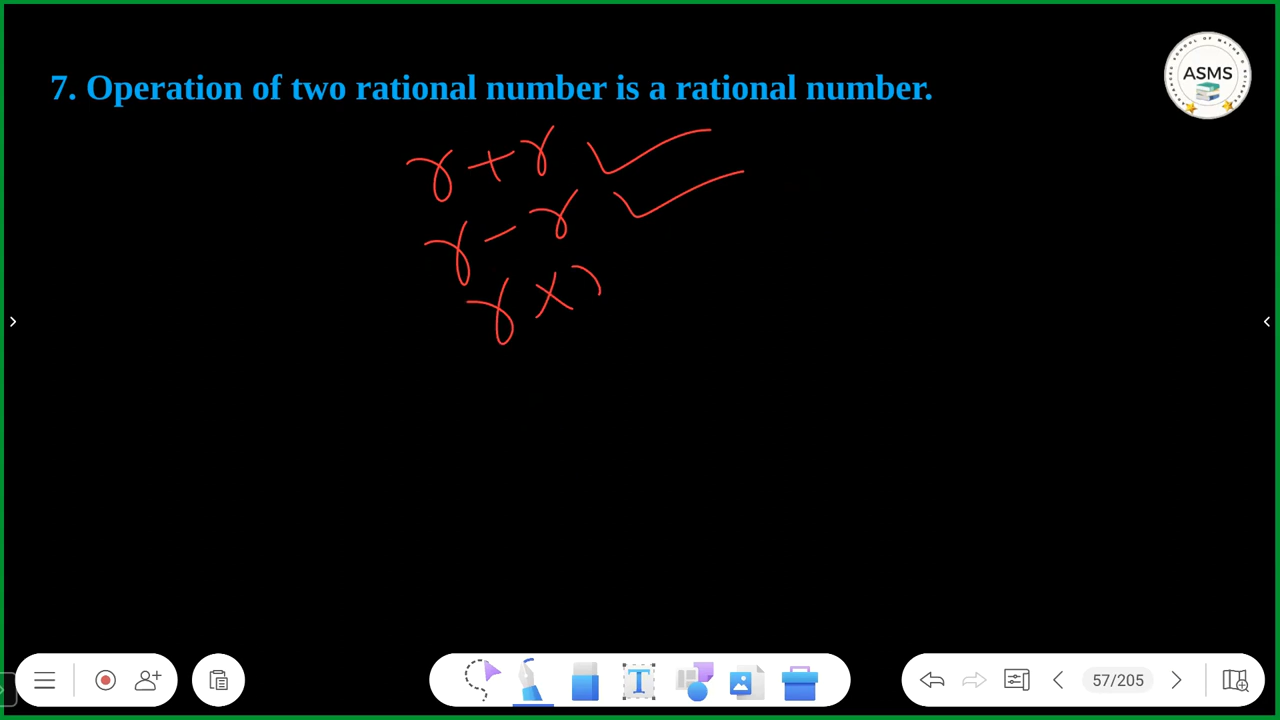 7. Operation of two rational number is a rational number.
ASMS
r + r
r - r
r ×
57/205